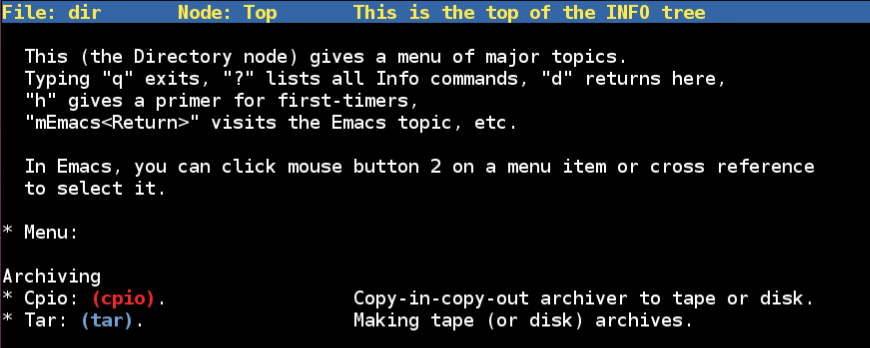 File: dir       Node: Top       This is the top of the INFO tree
This (the Directory node) gives a menu of major topics.
Typing "q" exits, "?" lists all Info commands, "d" returns here,
"h" gives a primer for first-timers,
"mEmacs<Return>" visits the Emacs topic, etc.
In Emacs, you can click mouse button 2 on a menu item or cross reference
to select it.
* Menu:
Archiving
* Cpio: (cpio).                 Copy-in-copy-out archiver to tape or disk.
* Tar: (tar).                   Making tape (or disk) archives.